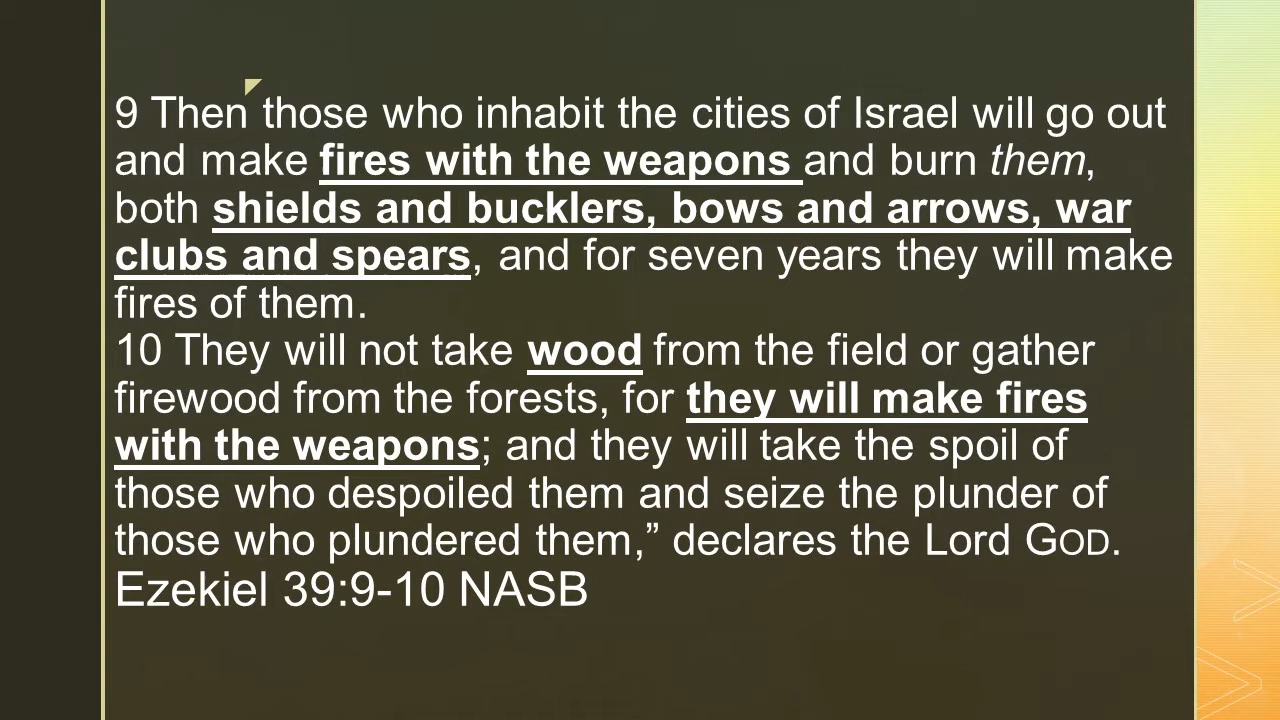 9 Then those who inhabit the cities of Israel will go out
and make fires with the weapons and burn them,
both shields and bucklers, bows and arrows, war
clubs and spears, and for seven years they will make
fires of them.
10 They will not take wood from the field or gather
firewood from the forests, for they will make fires
with the weapons; and they will take the spoil of
those who despoiled them and seize the plunder of
those who plundered them,” declares the Lord GOD.
Ezekiel 39:9-10 NASB